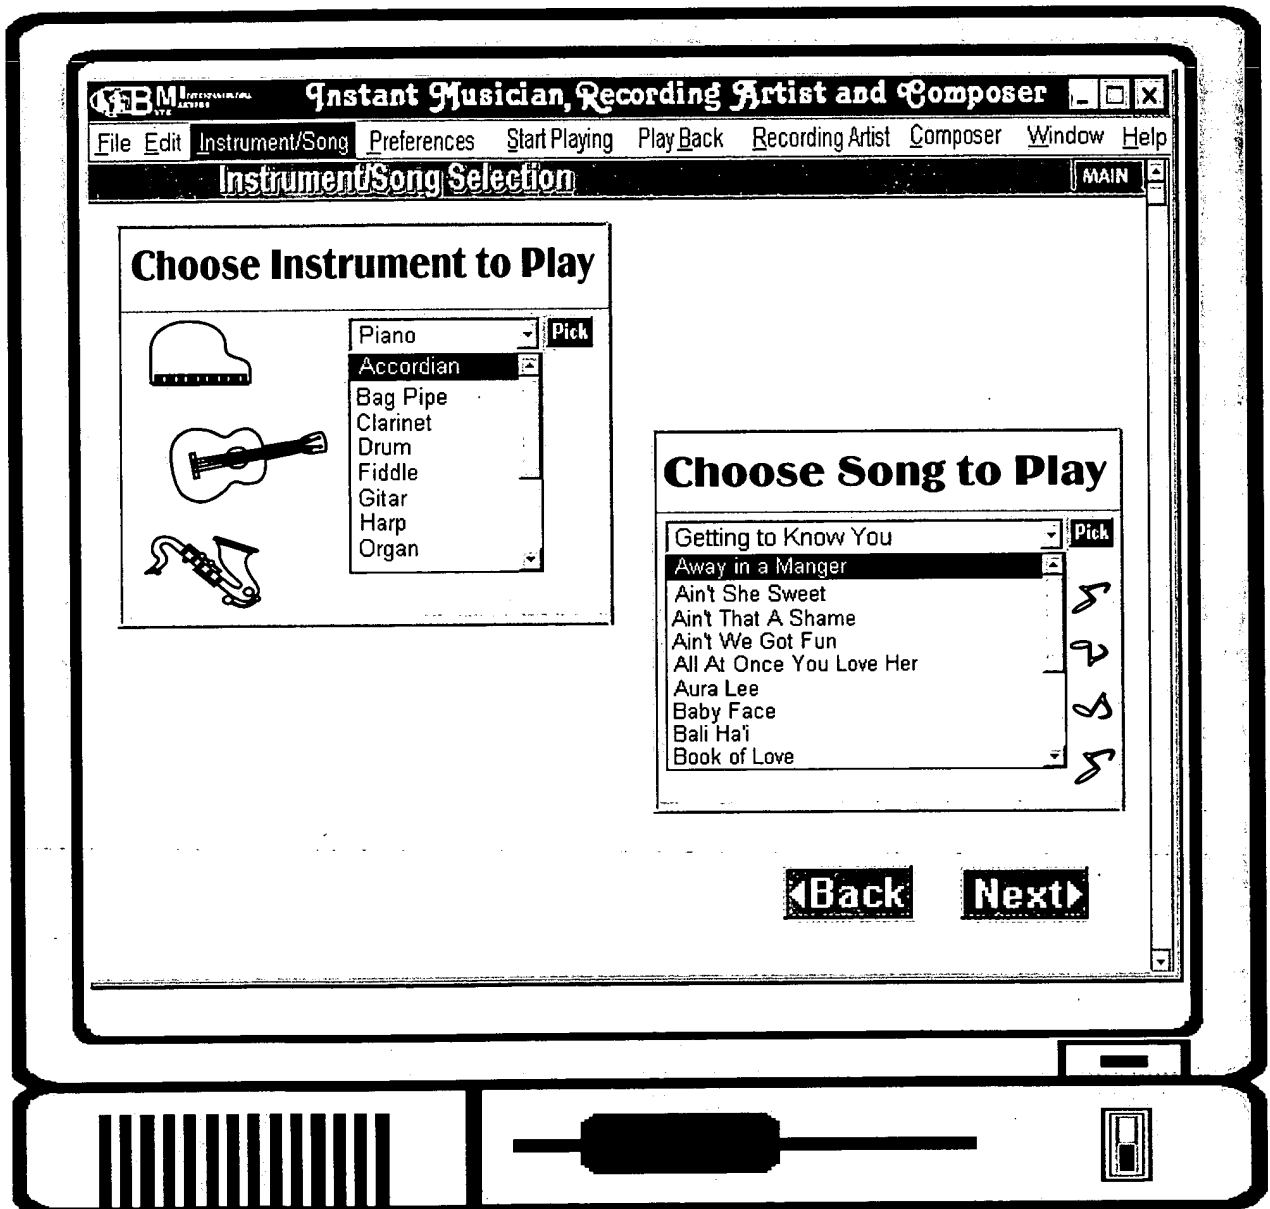 Instant Musician, Recording Artist and Composer
File Edit Instrument/Song Preferences Start Playing Play Back Recording Artist Composer Window Help
Instrument/Song Selection MAIN
Choose Instrument to Play
Piano Pick
Accordian
Bag Pipe
Clarinet
Drum
Fiddle
Gitar
Harp
Organ
Choose Song to Play
Getting to Know You Pick
Away in a Manger
Ain't She Sweet
Ain't That A Shame
Ain't We Got Fun
All At Once You Love Her
Aura Lee
Baby Face
Bali Ha'i
Book of Love
Back Next